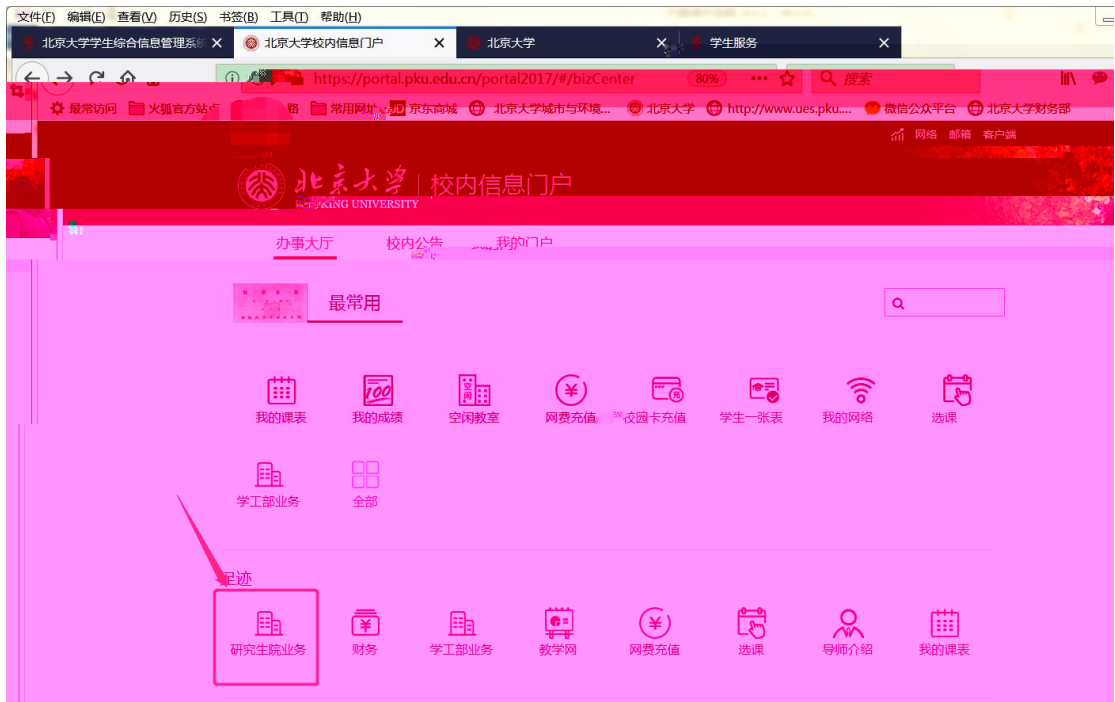 文件(F) 编辑(E) 查看(V) 历史(S) 书签(B) 工具(T) 帮助(H)
北京大学学生综合信息管理系统 北京大学校内信息门户 北京大学 学生服务
https://portal.pku.edu.cn/portal2017/#/bizCenter 80% 搜索
最常访问 火狐官方站点 常用网址 JD 京东商城 北京大学城市与环境... 北京大学 http://www.ues.pku.... 微信公众平台 北京大学财务部
网络 邮箱 客户端
北京大学 校内信息门户
KING UNIVERSITY
办事大厅 校内公告 我的门户
最常用
100 空闲
我的课表 我的成绩 空闲教室 网费充值 校园卡充值 学生一张表 我的网络 选课
学工部业务 全部
足迹
研究生院业务 财务 学工部业务 教学网 网费充值 选课 导师介绍 我的课表